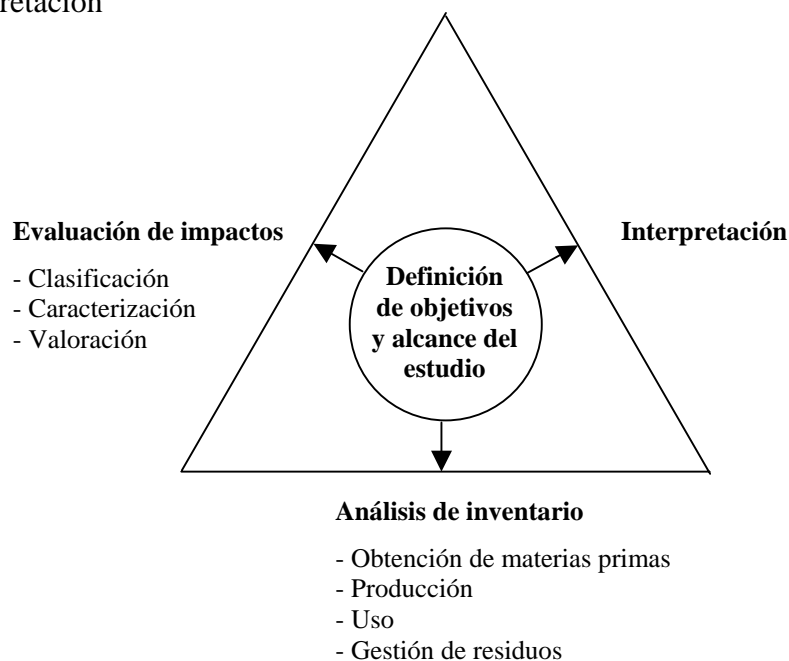 Evaluación de impactos
- Clasificación
- Caracterización
- Valoración
Definición
de objetivos
y alcance del
estudio
Interpretación
Análisis de inventario
- Obtención de materias primas
- Producción
- Uso
- Gestión de residuos